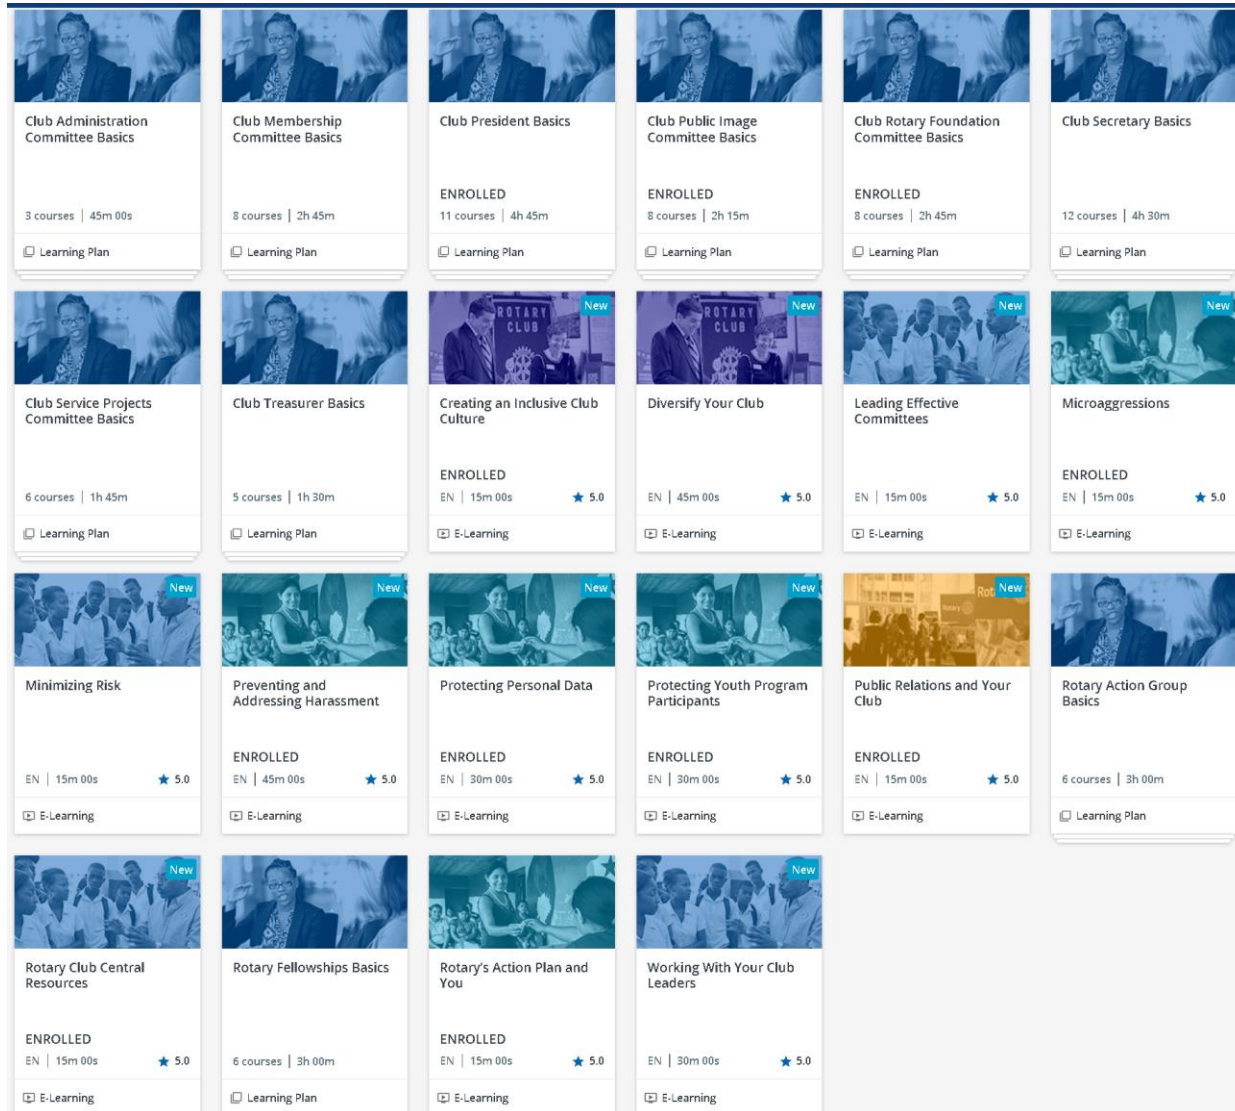 Club Administration
Committee Basics
3 courses | 45m 00s
Learning Plan
Club Membership
Committee Basics
8 courses | 2h 45m
Learning Plan
Club President Basics
ENROLLED
11 courses | 4h 45m
Learning Plan
Club Public Image
Committee Basics
ENROLLED
8 courses | 2h 15m
Learning Plan
Club Rotary Foundation
Committee Basics
ENROLLED
8 courses | 2h 45m
Learning Plan
Club Secretary Basics
12 courses | 4h 30m
Learning Plan
Club Service Projects
Committee Basics
6 courses | 1h 45m
Learning Plan
Club Treasurer Basics
5 courses | 1h 30m
Learning Plan
New
ROTARY
CLUB
Creating an Inclusive Club
Culture
ENROLLED
EN | 15m 00s ★ 5.0
E-Learning
New
ROTARY
CLUB
Diversify Your Club
EN | 45m 00s ★ 5.0
E-Learning
New
Leading Effective
Committees
EN | 15m 00s ★ 5.0
E-Learning
New
Microaggressions
ENROLLED
EN | 15m 00s ★ 5.0
E-Learning
New
Minimizing Risk
EN | 15m 00s ★ 5.0
E-Learning
New
Preventing and
Addressing Harassment
ENROLLED
EN | 45m 00s ★ 5.0
E-Learning
New
Protecting Personal Data
ENROLLED
EN | 30m 00s ★ 5.0
E-Learning
New
Protecting Youth Program
Participants
ENROLLED
EN | 30m 00s ★ 5.0
E-Learning
New
Rotary
Public Relations and Your
Club
ENROLLED
EN | 15m 00s ★ 5.0
E-Learning
Rotary Action Group
Basics
6 courses | 3h 00m
Learning Plan
New
Rotary Club Central
Resources
ENROLLED
EN | 15m 00s ★ 5.0
E-Learning
Rotary Fellowships Basics
6 courses | 3h 00m
Learning Plan
Rotary's Action Plan and
You
ENROLLED
EN | 15m 00s ★ 5.0
E-Learning
New
Working With Your Club
Leaders
EN | 30m 00s ★ 5.0
E-Learning